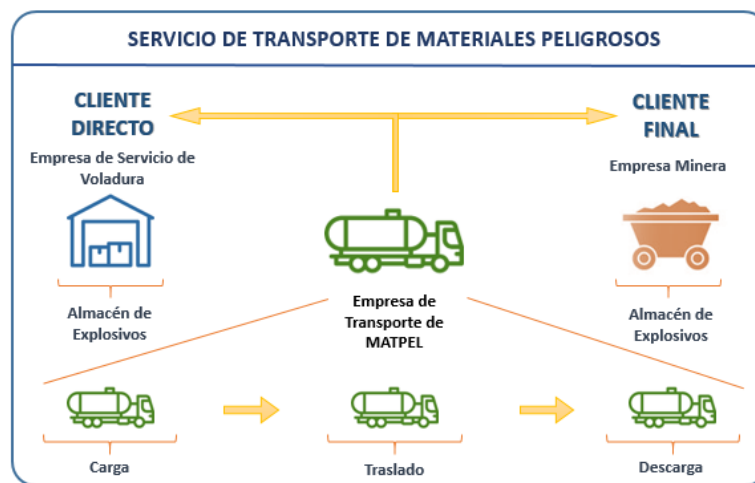 SERVICIO DE TRANSPORTE DE MATERIALES PELIGROSOS
CLIENTE
DIRECTO
Empresa de Servicio de
Voladura
Almacén de
Explosivos
CLIENTE
FINAL
Empresa Minera
Almacén de
Explosivos
Empresa de
Transporte de
MATPEL
Carga
Traslado
Descarga